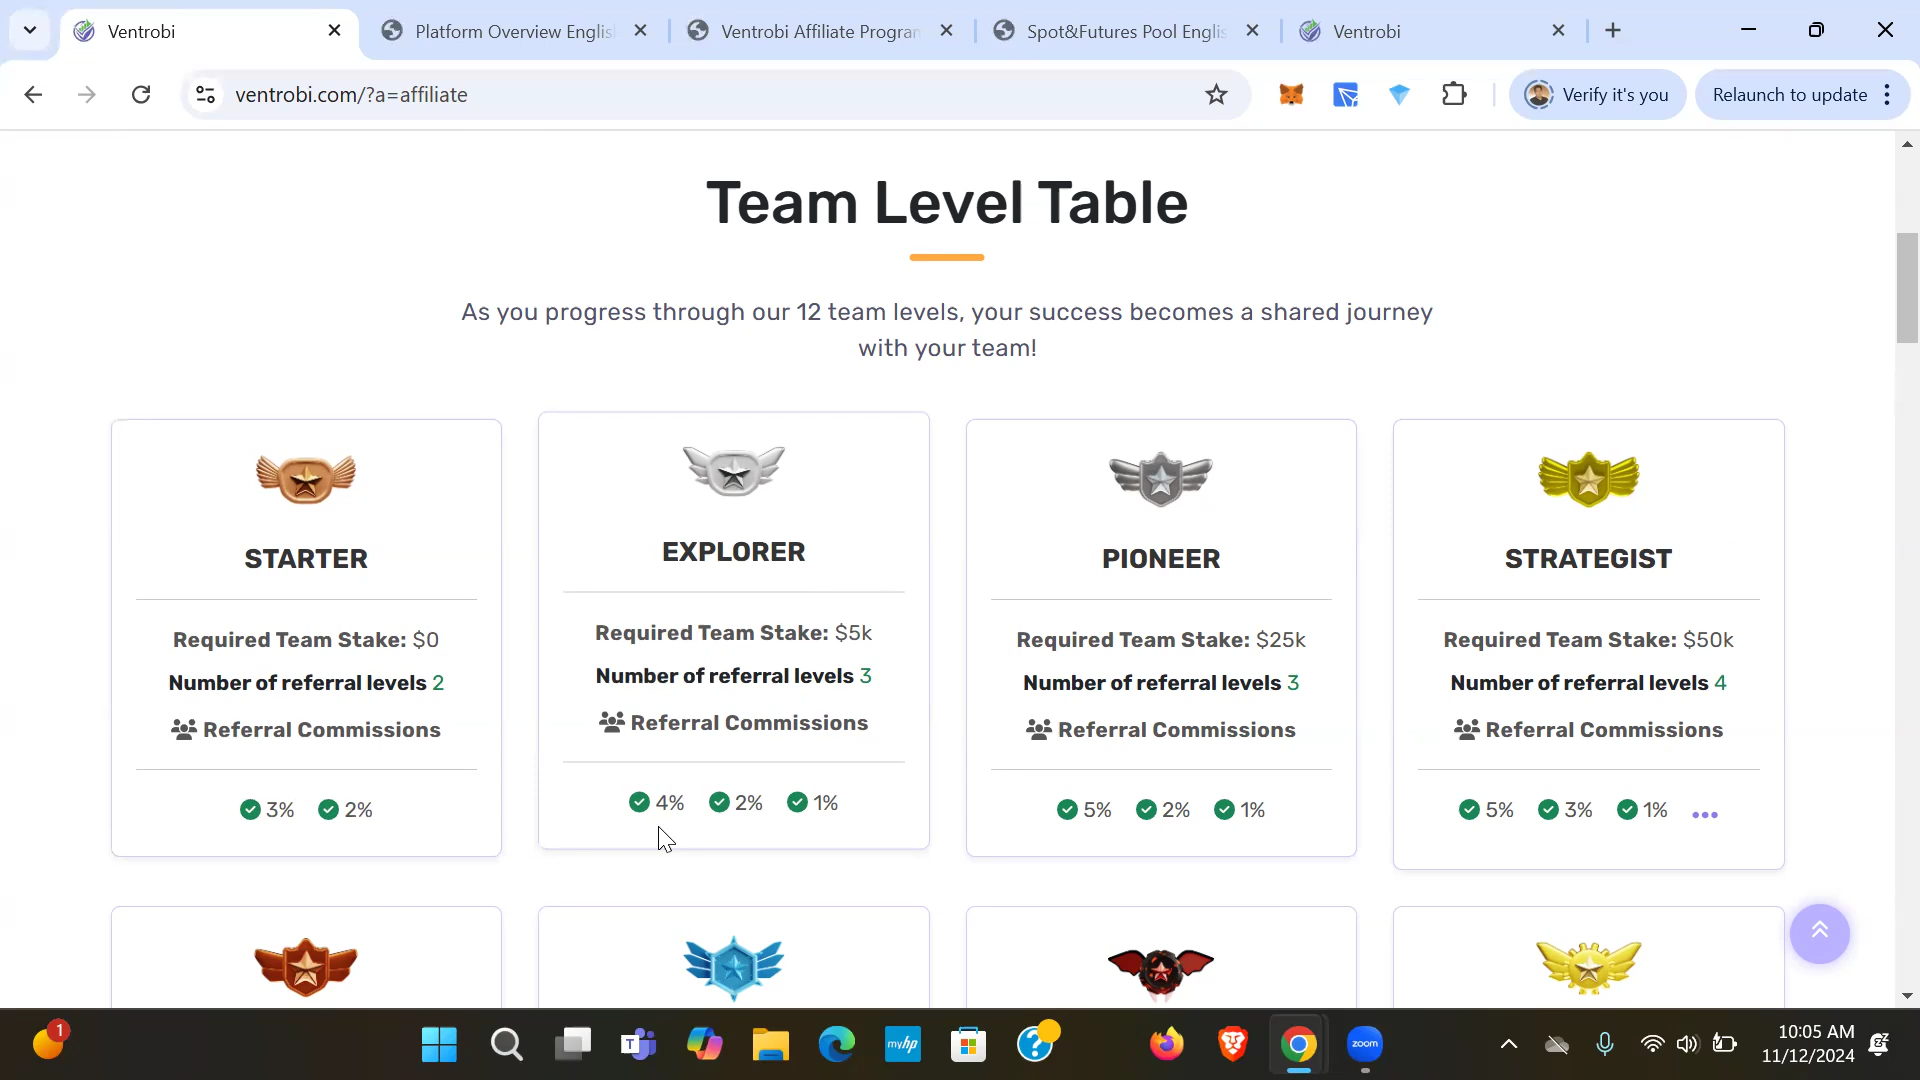 Ventrobi
Platform Overview Englis
Ventrobi Affiliate Program
Spot&Futures Pool Englis
Ventrobi
ventrobi.com/?a=affiliate
Verify it's you
Relaunch to update
Team Level Table
As you progress through our 12 team levels, your success becomes a shared journey
with your team!
STARTER
Required Team Stake: $0
Number of referral levels 2
Referral Commissions
3% 2%
EXPLORER
Required Team Stake: $5k
Number of referral levels 3
Referral Commissions
4% 2% 1%
PIONEER
Required Team Stake: $25k
Number of referral levels 3
Referral Commissions
5% 2% 1%
STRATEGIST
Required Team Stake: $50k
Number of referral levels 4
Referral Commissions
5% 3% 1% •••
1
T
myhp
?
zoom
10:05 AM
11/12/2024